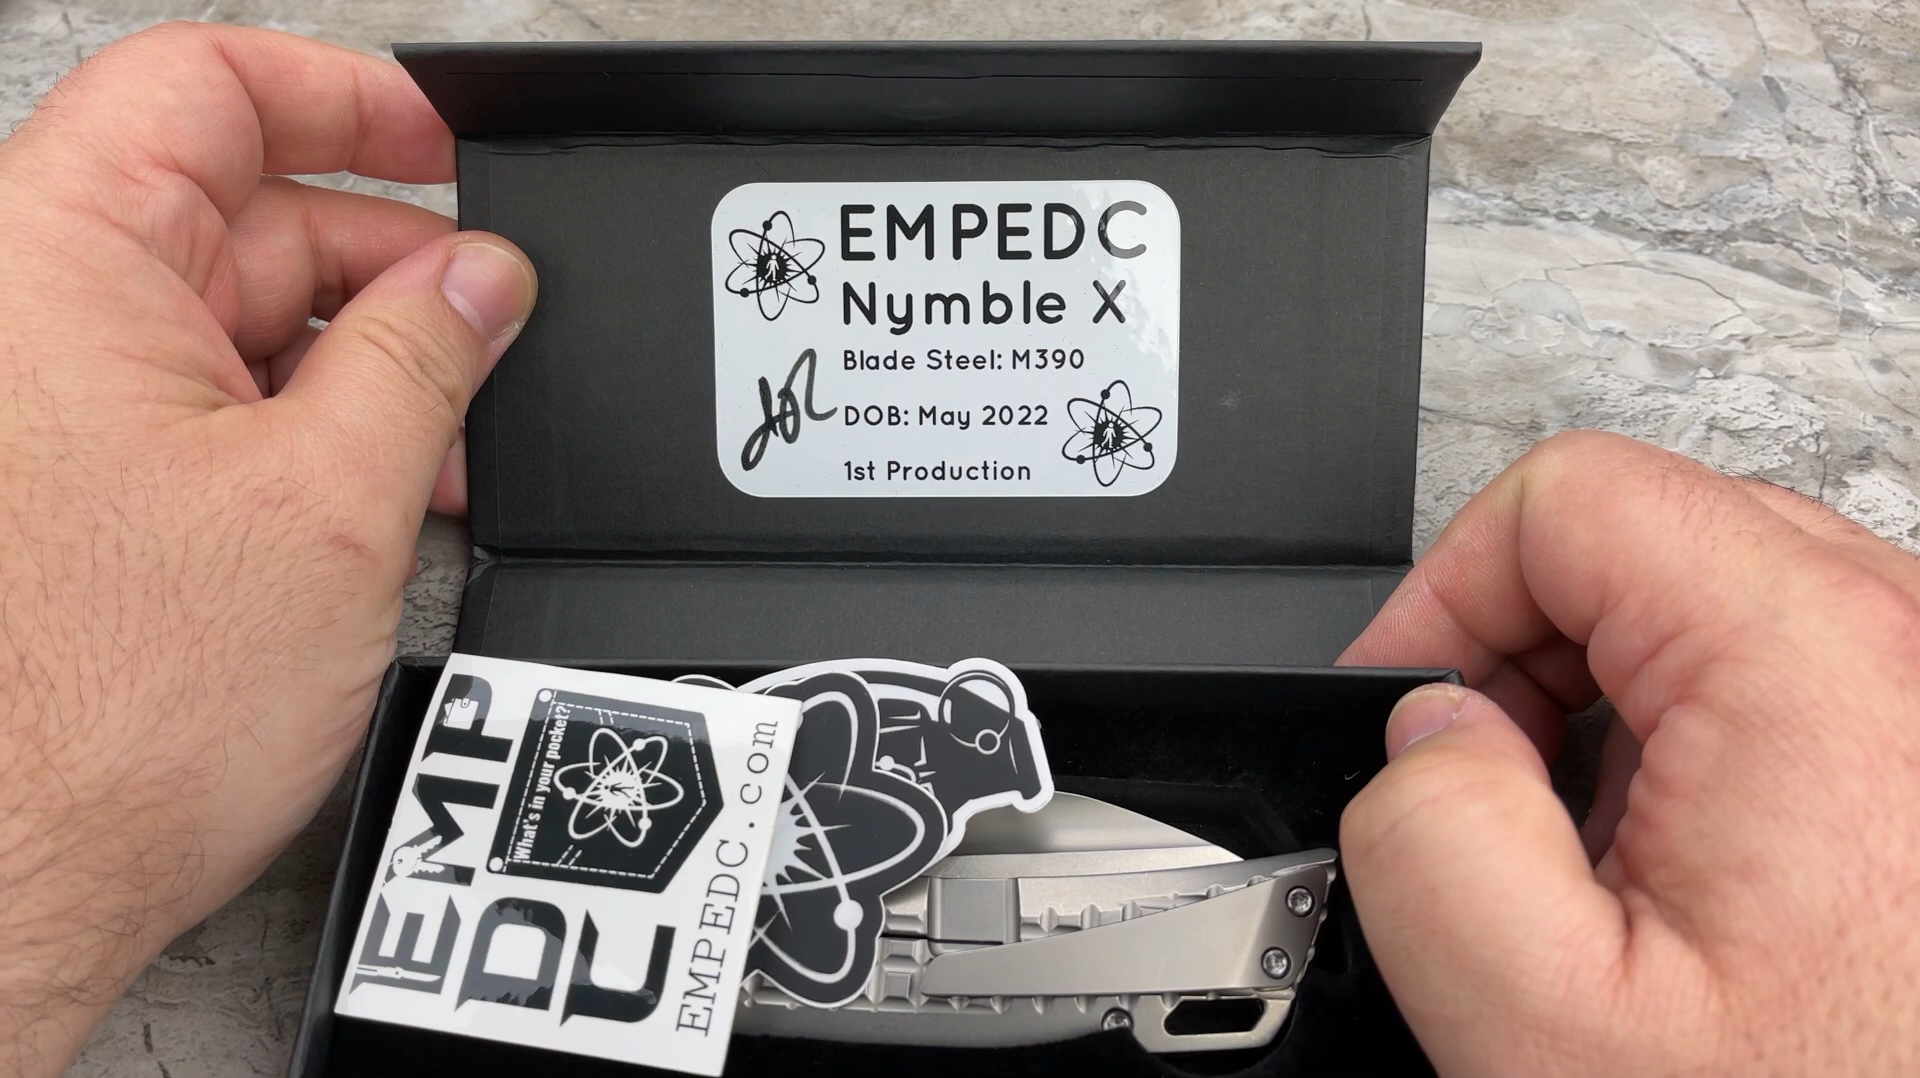 EMPEDC
Nymble X
Blade Steel: M390
DOB: May 2022
1st Production
EMP
DC
What's in your pocket?
EMPEDC.com